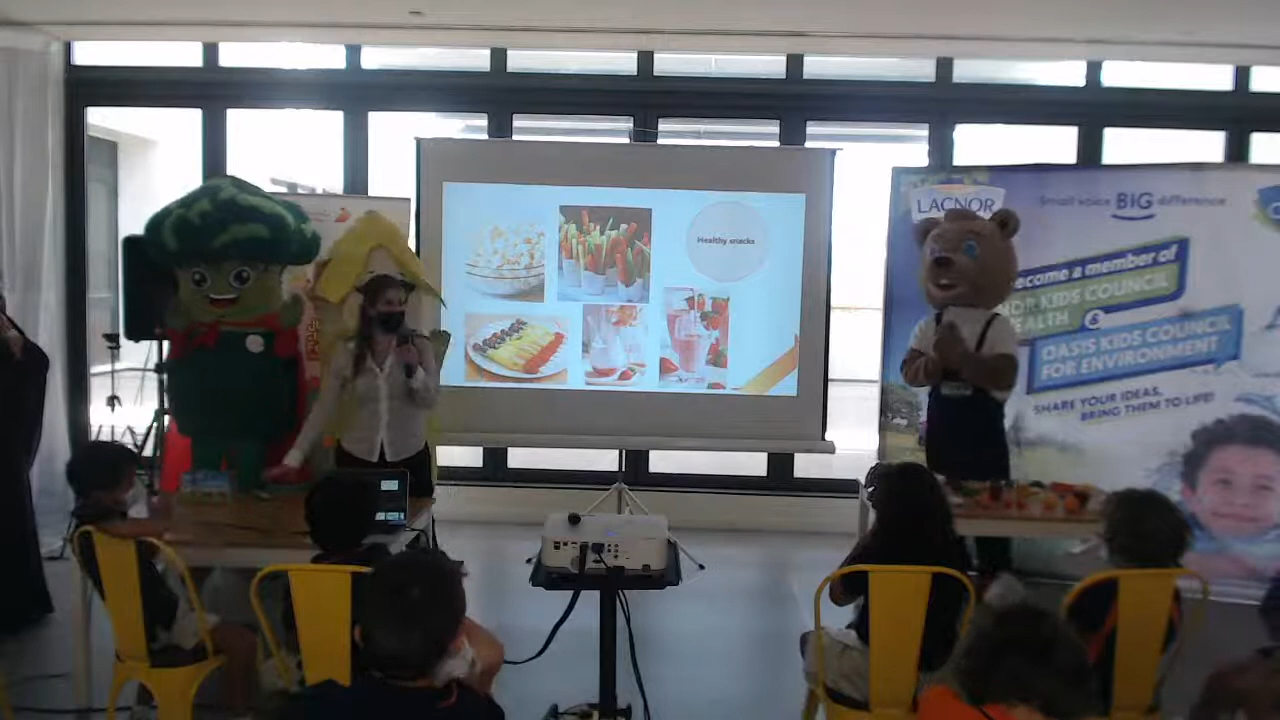 Healthy snacks
LACNOR
Small voice BIG difference
ecome a member of
KIDS COUNCIL
HEALTH &
OASIS KIDS COUNCIL
FOR ENVIRONMENT
SHARE YOUR IDEAS,
BRING THEM TO LIFE!